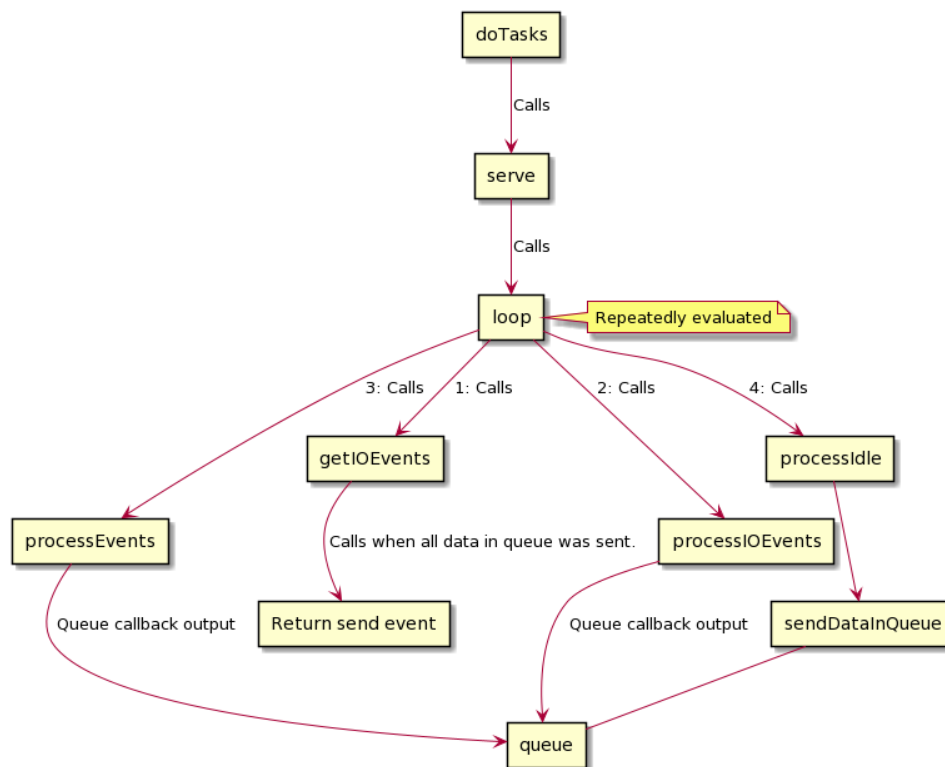 doTasks
Calls
serve
Calls
loop
Repeatedly evaluated
3: Calls
1: Calls
2: Calls
4: Calls
getIOEvents
processIdle
processEvents
Calls when all data in queue was sent.
processIOEvents
Queue callback output
Return send event
Queue callback output
sendDataInQueue
queue